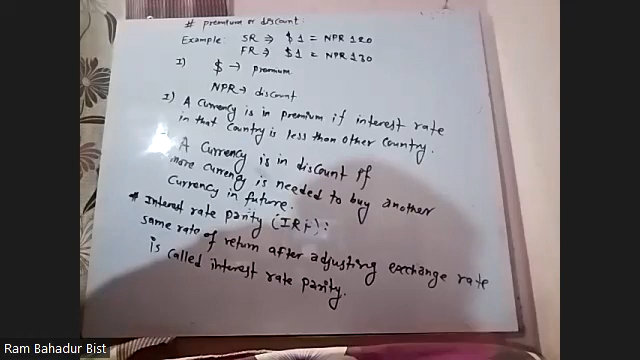 # premium or discount:
Example: SR ⇒ $1 = NPR 120
FR ⇒ $1 = NPR 130
I) $ → premium
NPR → discount
I) A currency is in premium if interest rate
in that country is less than other country.
A currency is in discount if
more currency is needed to buy another
currency in future.
# Interest rate parity (IRP):
same rate of return after adjusting exchange rate
is called interest rate parity.
Ram Bahadur Bist